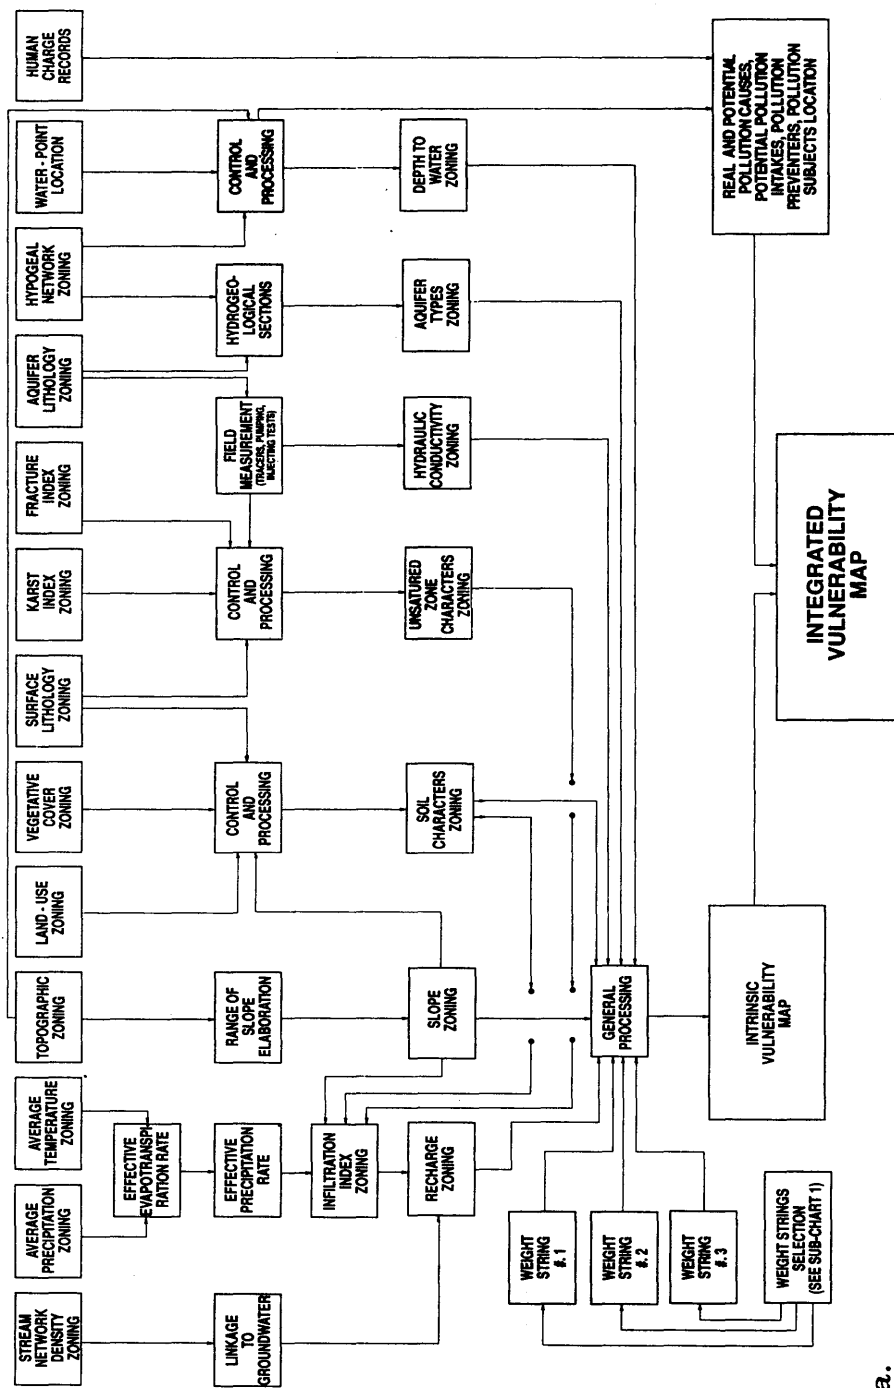 STREAM
NETWORK
DENSITY
ZONING
AVERAGE
PRECIPITATION
ZONING
AVERAGE
TEMPERATURE
ZONING
TOPOGRAPHIC
ZONING
LAND - USE
ZONING
VEGETATIVE
COVER
ZONING
SURFACE
LITHOLOGY
ZONING
KARST
INDEX
ZONING
FRACTURE
INDEX
ZONING
AQUIFER
LITHOLOGY
ZONING
HYPOGEAL
NETWORK
ZONING
WATER - POINT
LOCATION
HUMAN
CHARGE
RECORDS
EFFECTIVE
EVAPOTRANSPI
RATION RATE
LINKAGE
TO
GROUNDWATER
EFFECTIVE
PRECIPITATION
RATE
RANGE OF
SLOPE
ELABORATION
CONTROL
AND
PROCESSING
CONTROL
AND
PROCESSING
FIELD
MEASUREMENT
(TRACERS, PUMPING,
INJECTING TESTS)
HYDROGEO-
LOGICAL
SECTIONS
CONTROL
AND
PROCESSING
INFILTRATION
INDEX
ZONING
RECHARGE
ZONING
SLOPE
ZONING
SOIL
CHARACTERS
ZONING
UNSATURED
ZONE
CHARACTERS
ZONING
HYDRAULIC
CONDUCTIVITY
ZONING
AQUIFER
TYPES
ZONING
DEPTH TO
WATER
ZONING
WEIGHT
STRING
#. 1
WEIGHT
STRING
#. 2
WEIGHT
STRING
#. 3
WEIGHT STRINGS
SELECTION
(SEE SUB-CHART 1)
GENERAL
PROCESSING
INTRINSIC
VULNERABILITY
MAP
REAL AND POTENTIAL
POLLUTION CAUSES,
POTENTIAL POLLUTION
INTAKES, POLLUTION
PREVENTERS, POLLUTION
SUBJECTS LOCATION
INTEGRATED
VULNERABILITY
MAP
a.